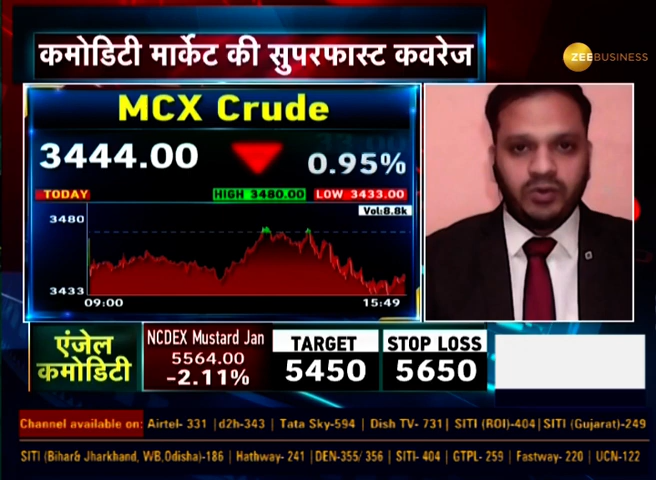 कमोडिटी मार्केट की सुपरफास्ट कवरेज
ZEEBUSINESS
MCX Crude
3444.00 0.95%
TODAY HIGH 3480.00 LOW 3433.00
Vol:8.8k
3480
3433
09:00 15:49
एंजेल
कमोडिटी
NCDEX Mustard Jan
5564.00
-2.11%
TARGET
5450
STOP LOSS
5650
Channel available on: Airtel- 331 |d2h-343 | Tata Sky-594 | Dish TV- 731| SITI (ROI)-404|SITI (Gujarat)-249
SITI (Bihar& Jharkhand, WB,Odisha)-186 | Hathway- 241 |DEN-355/ 356 | SITI- 404 | GTPL- 259 | Fastway- 220 | UCN-122